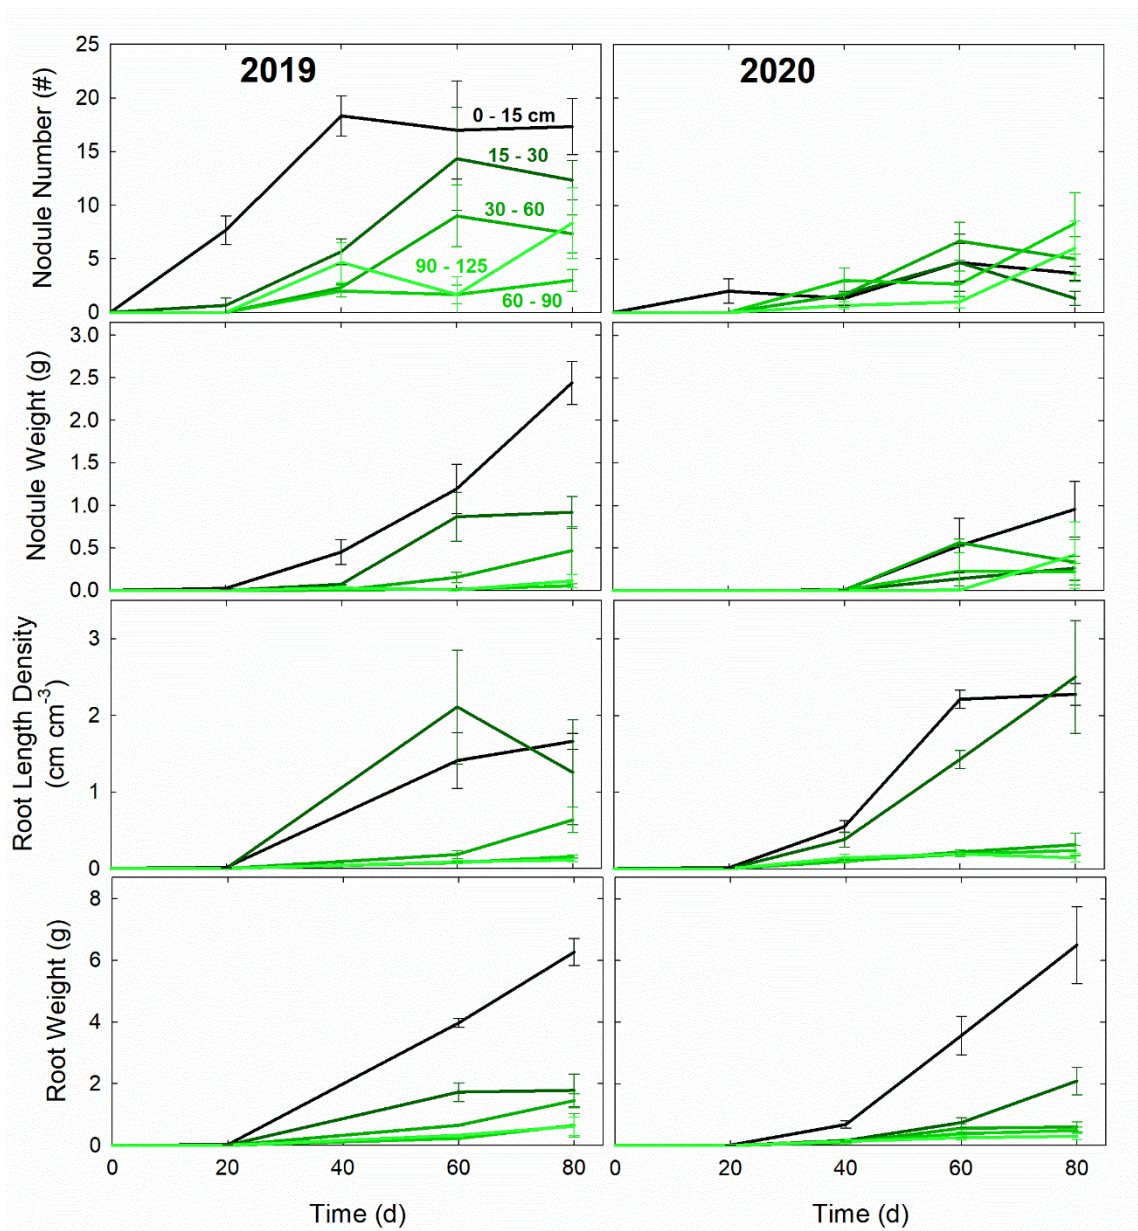 2019
2020
Nodule Number (#)
25
20
15
10
5
0
0 - 15 cm
15 - 30
30 - 60
90 - 125
60 - 90
Nodule Weight (g)
3.0
2.5
2.0
1.5
1.0
0.5
0.0
Root Length Density
(cm cm-3)
3
2
1
0
Root Weight (g)
8
6
4
2
0
0 20 40 60 80
0 20 40 60 80
Time (d)
Time (d)